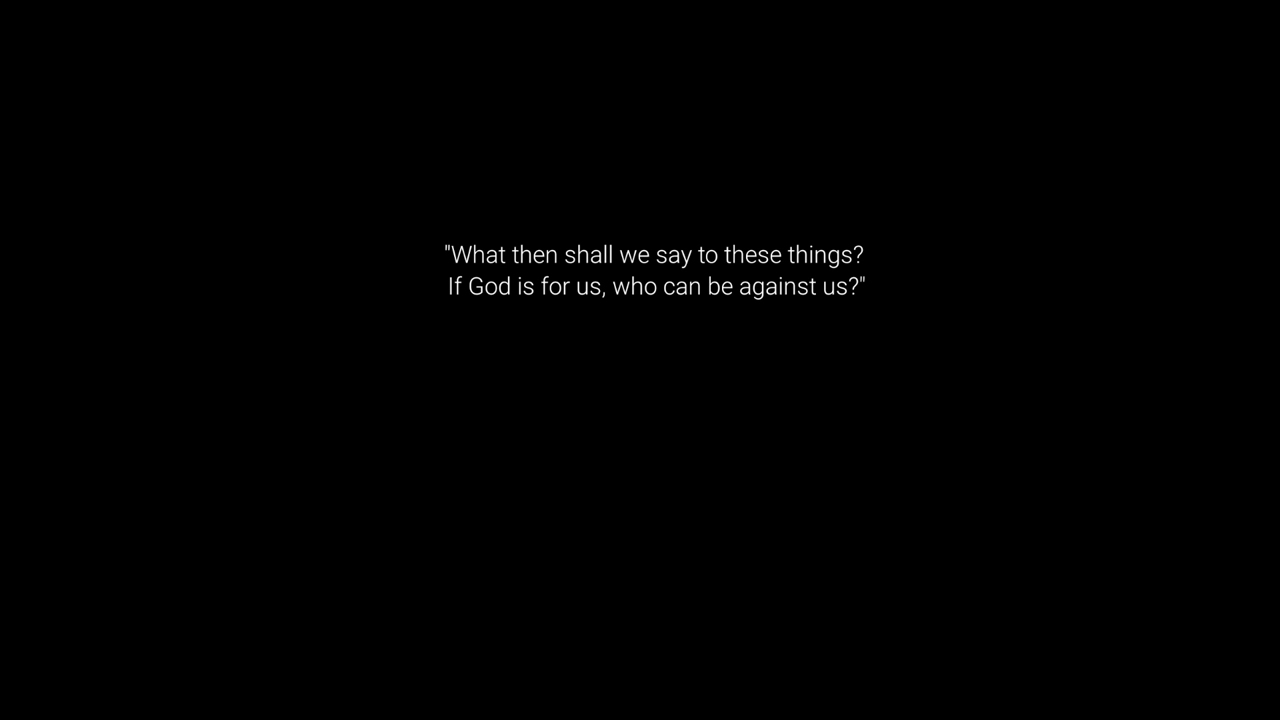 "What then shall we say to these things?
If God is for us, who can be against us?"